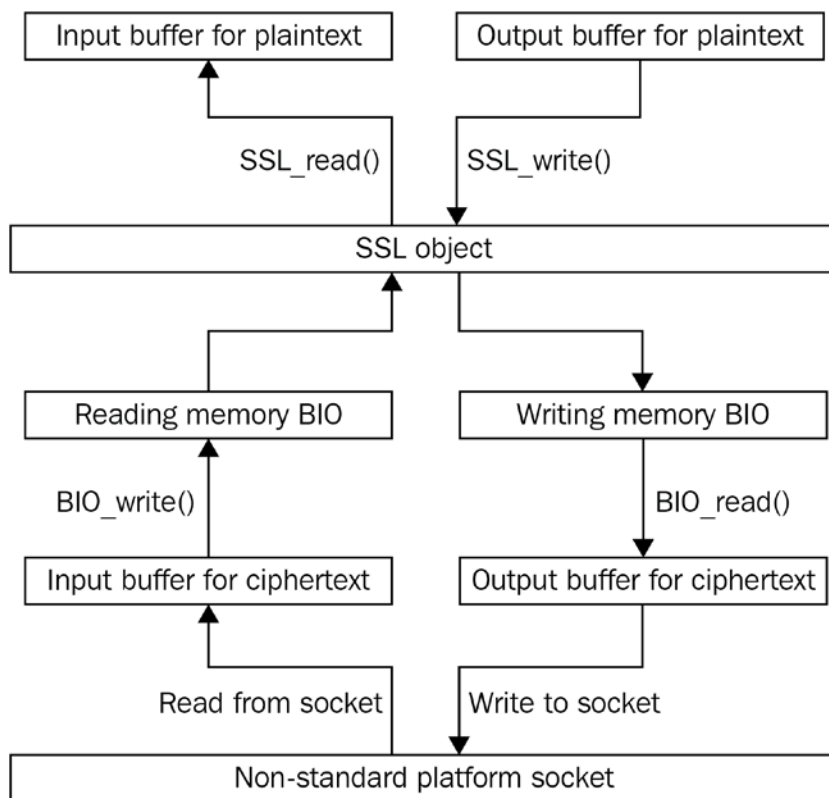 Input buffer for plaintext
Output buffer for plaintext
SSL_read()
SSL_write()
SSL object
Reading memory BIO
Writing memory BIO
BIO_write()
BIO_read()
Input buffer for ciphertext
Output buffer for ciphertext
Read from socket
Write to socket
Non-standard platform socket